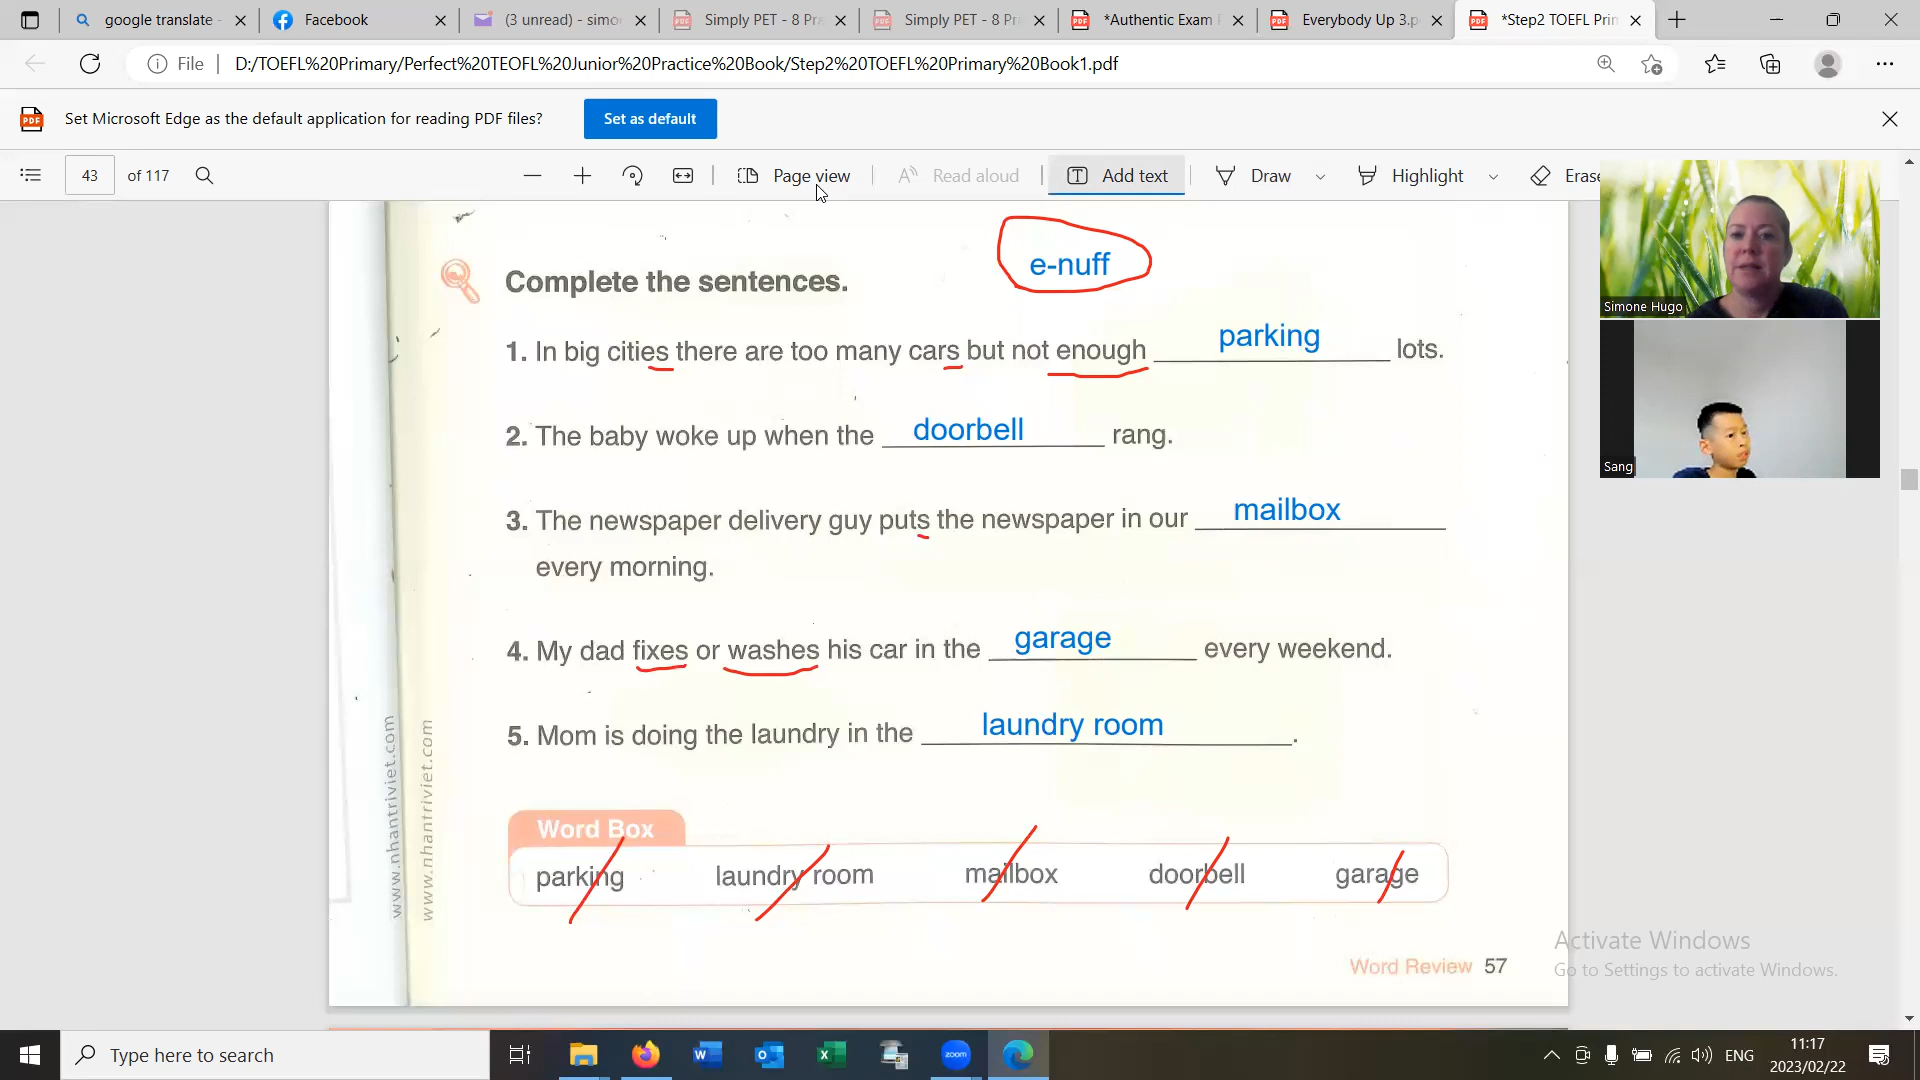 google translate -
Facebook
(3 unread) - simo
Simply PET - 8 Pra
Simply PET - 8 Pra
*Authentic Exam
Everybody Up 3.p
*Step2 TOEFL Prim
File
D:/TOEFL%20Primary/Perfect%20TEOFL%20Junior%20Practice%20Book/Step2%20TOEFL%20Primary%20Book1.pdf
Set Microsoft Edge as the default application for reading PDF files?
Set as default
43 of 117
Page view
Read aloud
Add text
Draw
Highlight
Erase
e-nuff
Complete the sentences.
1. In big cities there are too many cars but not enough parking lots.
2. The baby woke up when the doorbell rang.
3. The newspaper delivery guy puts the newspaper in our mailbox
every morning.
4. My dad fixes or washes his car in the garage every weekend.
5. Mom is doing the laundry in the laundry room.
Word Box
parking laundry room mailbox doorbell garage
Word Review 57
www.nhantriviet.com
www.nhantriviet.com
Simone Hugo
Sang
Activate Windows
Go to Settings to activate Windows.
Type here to search
zoom
ENG
11:17
2023/02/22